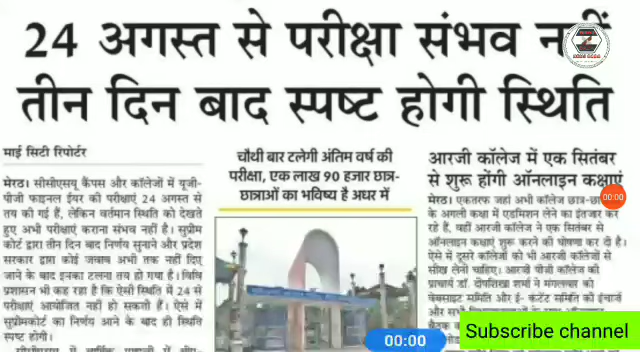 24 अगस्त से परीक्षा संभव नहीं
तीन दिन बाद स्पष्ट होगी स्थिति
माई सिटी रिपोर्टर
मेरठ। सीसीएसयू कैंपस और कॉलेजों में यूजी-
पीजी फाइनल ईयर की परीक्षाएं 24 अगस्त से
तय की गई हैं, लेकिन वर्तमान स्थिति को देखते
हुए अभी परीक्षाएं कराना संभव नहीं है। सुप्रीम
कोर्ट द्वारा तीन दिन बाद निर्णय सुनाने और प्रदेश
सरकार द्वारा कोई जवाब अभी तक नहीं दिए
जाने के बाद इनका टलना तय हो गया है। विवि
प्रशासन भी कह रहा है कि ऐसी स्थिति में 24 से
परीक्षाएं आयोजित नहीं हो सकतीं हैं। ऐसे में
सुप्रीमकोर्ट का निर्णय आने के बाद ही स्थिति
स्पष्ट होगी।
चौथी बार टलेगी अंतिम वर्ष की
परीक्षा, एक लाख 90 हजार छात्र-
छात्राओं का भविष्य है अधर में
आरजी कॉलेज में एक सितंबर
से शुरू होंगी ऑनलाइन कक्षाएं
मेरठ। एकतरफ जहां अभी कॉलेज
के अगली कक्षा में एडमिशन लेने का इंतजार कर
रहे हैं, वहीं आरजी कॉलेज ने एक सितंबर से
ऑनलाइन कक्षाएं शुरू करने की घोषणा कर दी है।
ऐसे में दूसरे कॉलेजों को भी आरजी कॉलेजों से
सीख लेनी चाहिए। आरजी पीजी कॉलेज की
प्राचार्य डॉ. दीपशिखा शर्मा ने मंगलवार को
वेबसाइट समिति और ई- कंटेंट समिति की इंचार्ज
और सभी
बैठक
00:00
00:00
Subscribe channel